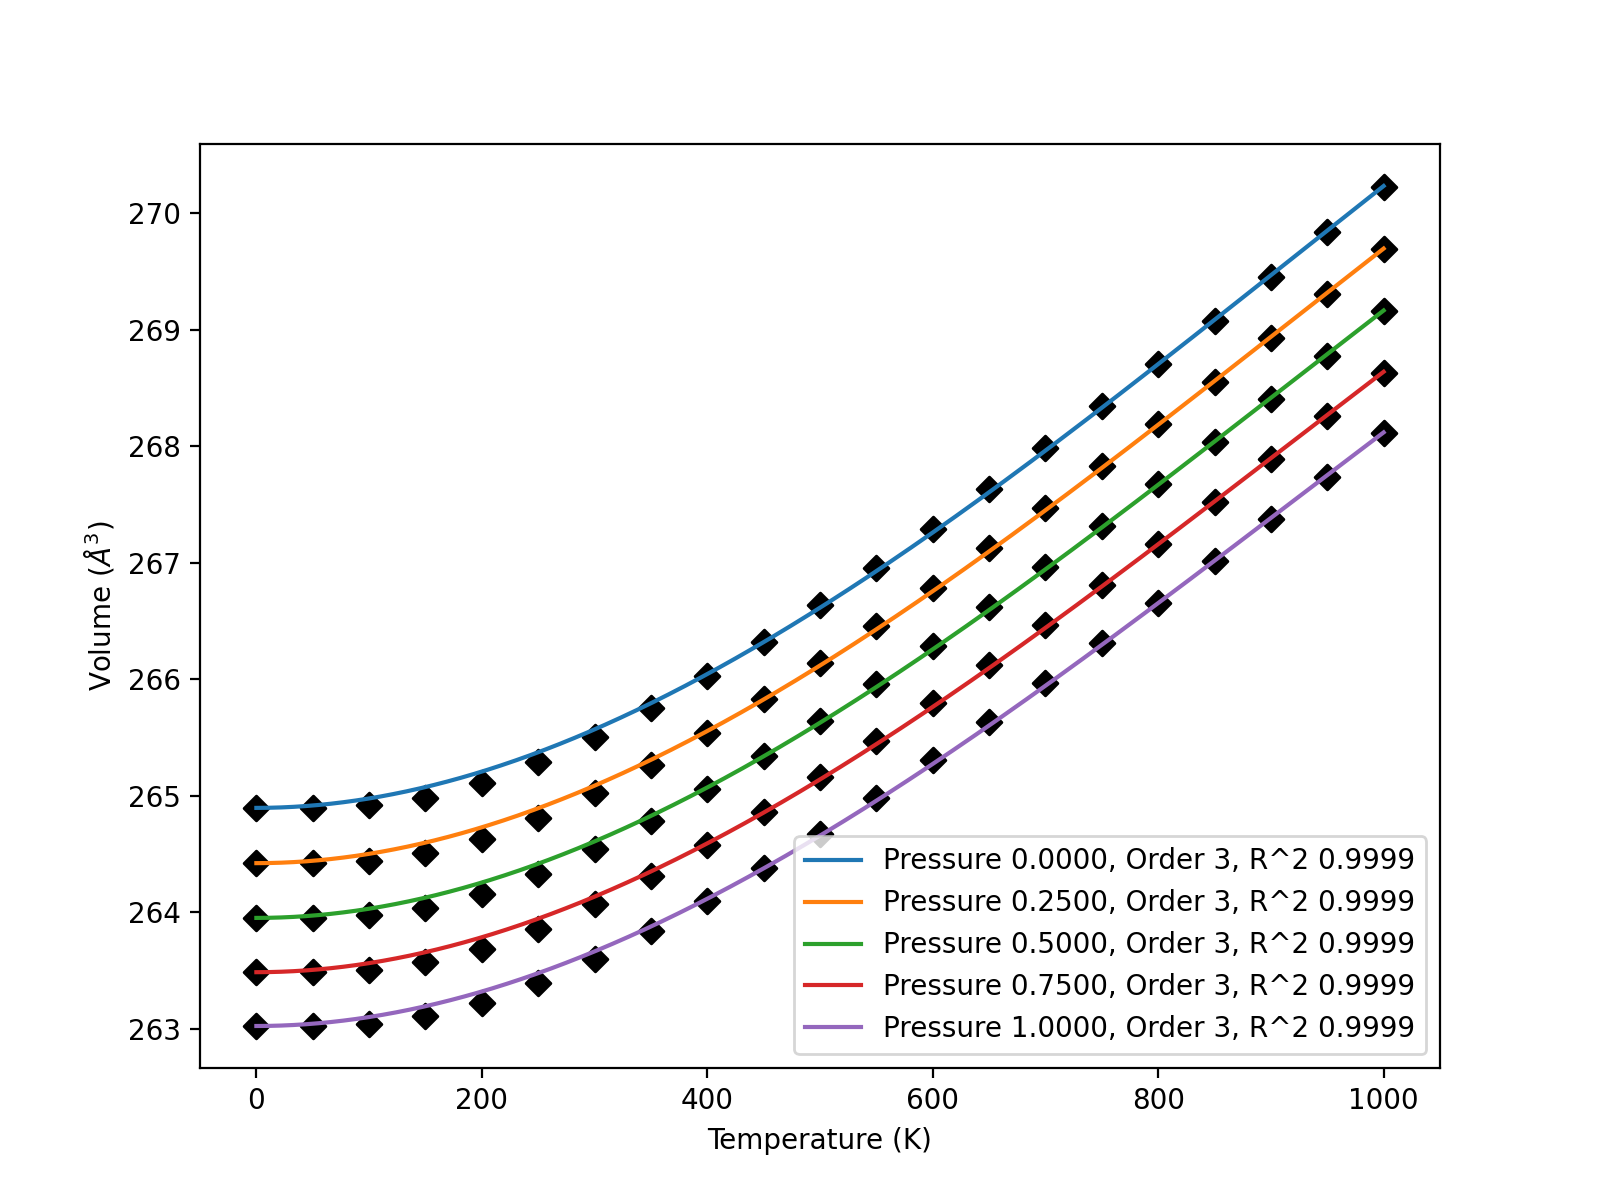 270
269
268
267
266
265
264
263
Volume (Å³)
0 200 400 600 800 1000
Temperature (K)
Pressure 0.0000, Order 3, R^2 0.9999
Pressure 0.2500, Order 3, R^2 0.9999
Pressure 0.5000, Order 3, R^2 0.9999
Pressure 0.7500, Order 3, R^2 0.9999
Pressure 1.0000, Order 3, R^2 0.9999